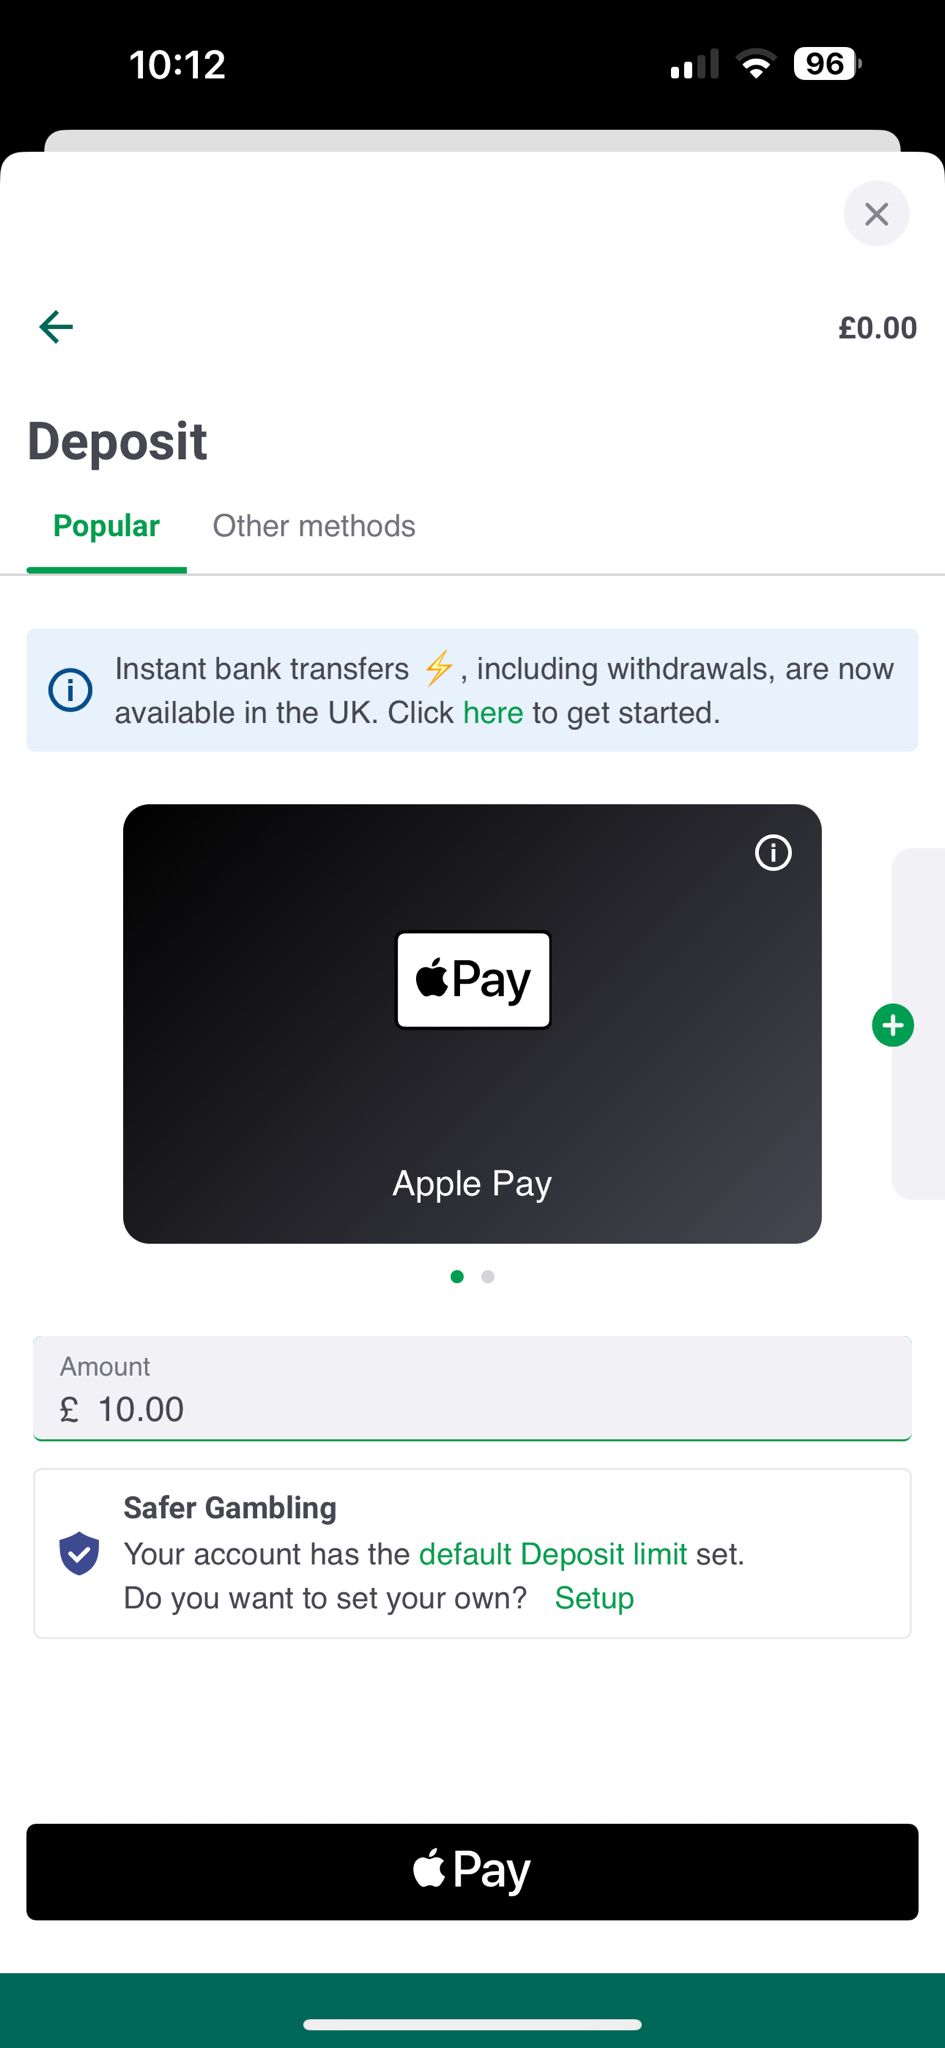 10:12
96
£0.00
Deposit
Popular
Other methods
Instant bank transfers ⚡, including withdrawals, are now
available in the UK. Click here to get started.
Pay
Apple Pay
Amount
£ 10.00
Safer Gambling
Your account has the default Deposit limit set.
Do you want to set your own? Setup
Pay